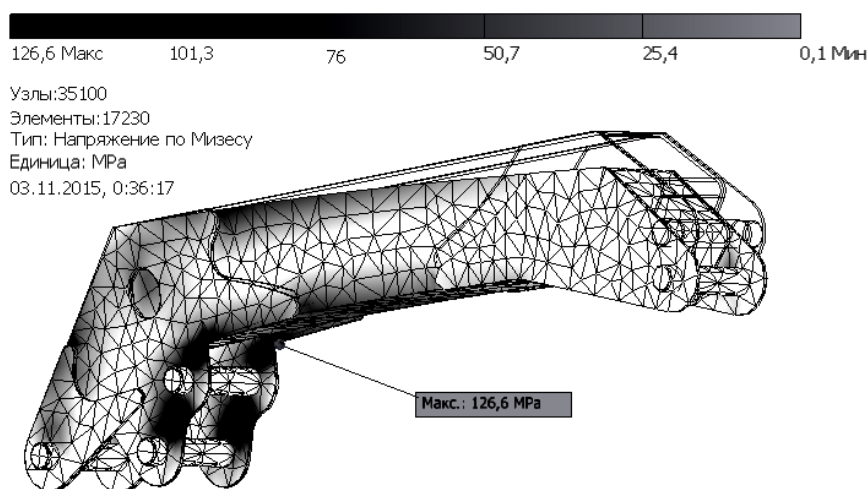 126,6 Макс 101,3 76 50,7 25,4 0,1 Мин
Узлы:35100
Элементы:17230
Тип: Напряжение по Мизесу
Единица: MPa
03.11.2015, 0:36:17
Макс.: 126,6 MPa